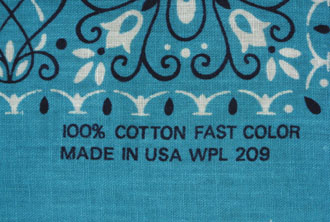 100% COTTON FAST COLOR
MADE IN USA WPL 209